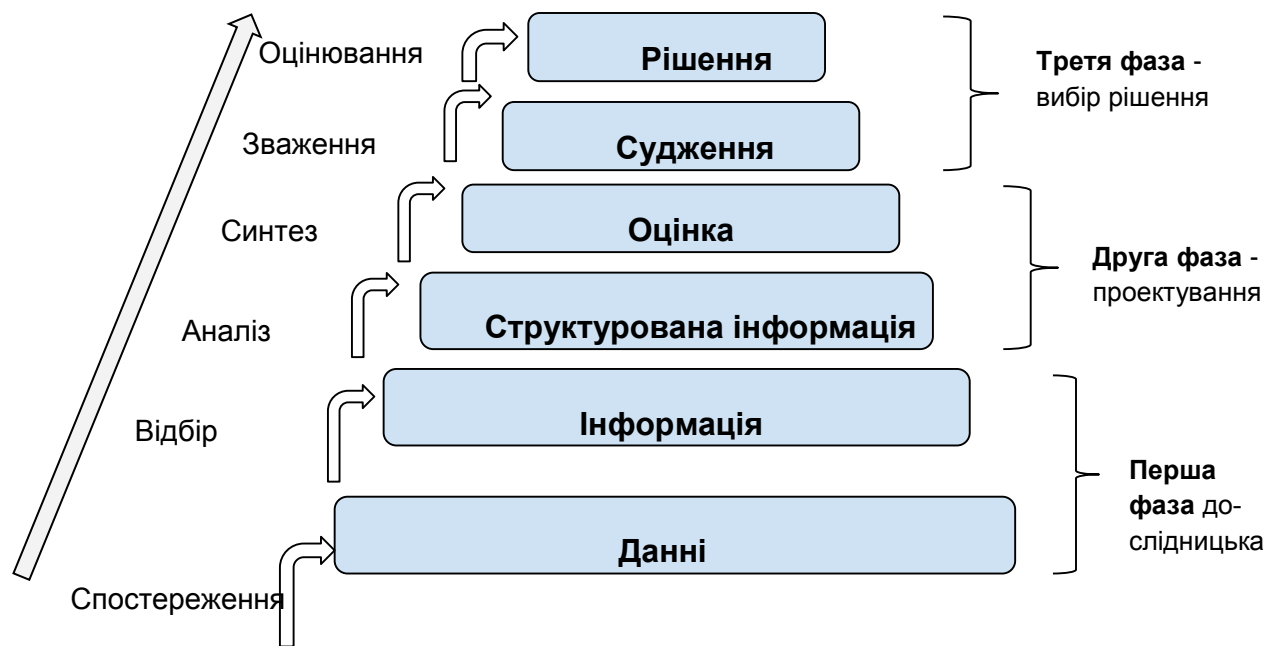 Оцінювання
Рішення
Третя фаза -
вибір рішення
Зваження
Судження
Синтез
Оцінка
Друга фаза -
проектування
Аналіз
Структурована інформація
Відбір
Інформація
Перша
фаза до-
слідницька
Данні
Спостереження